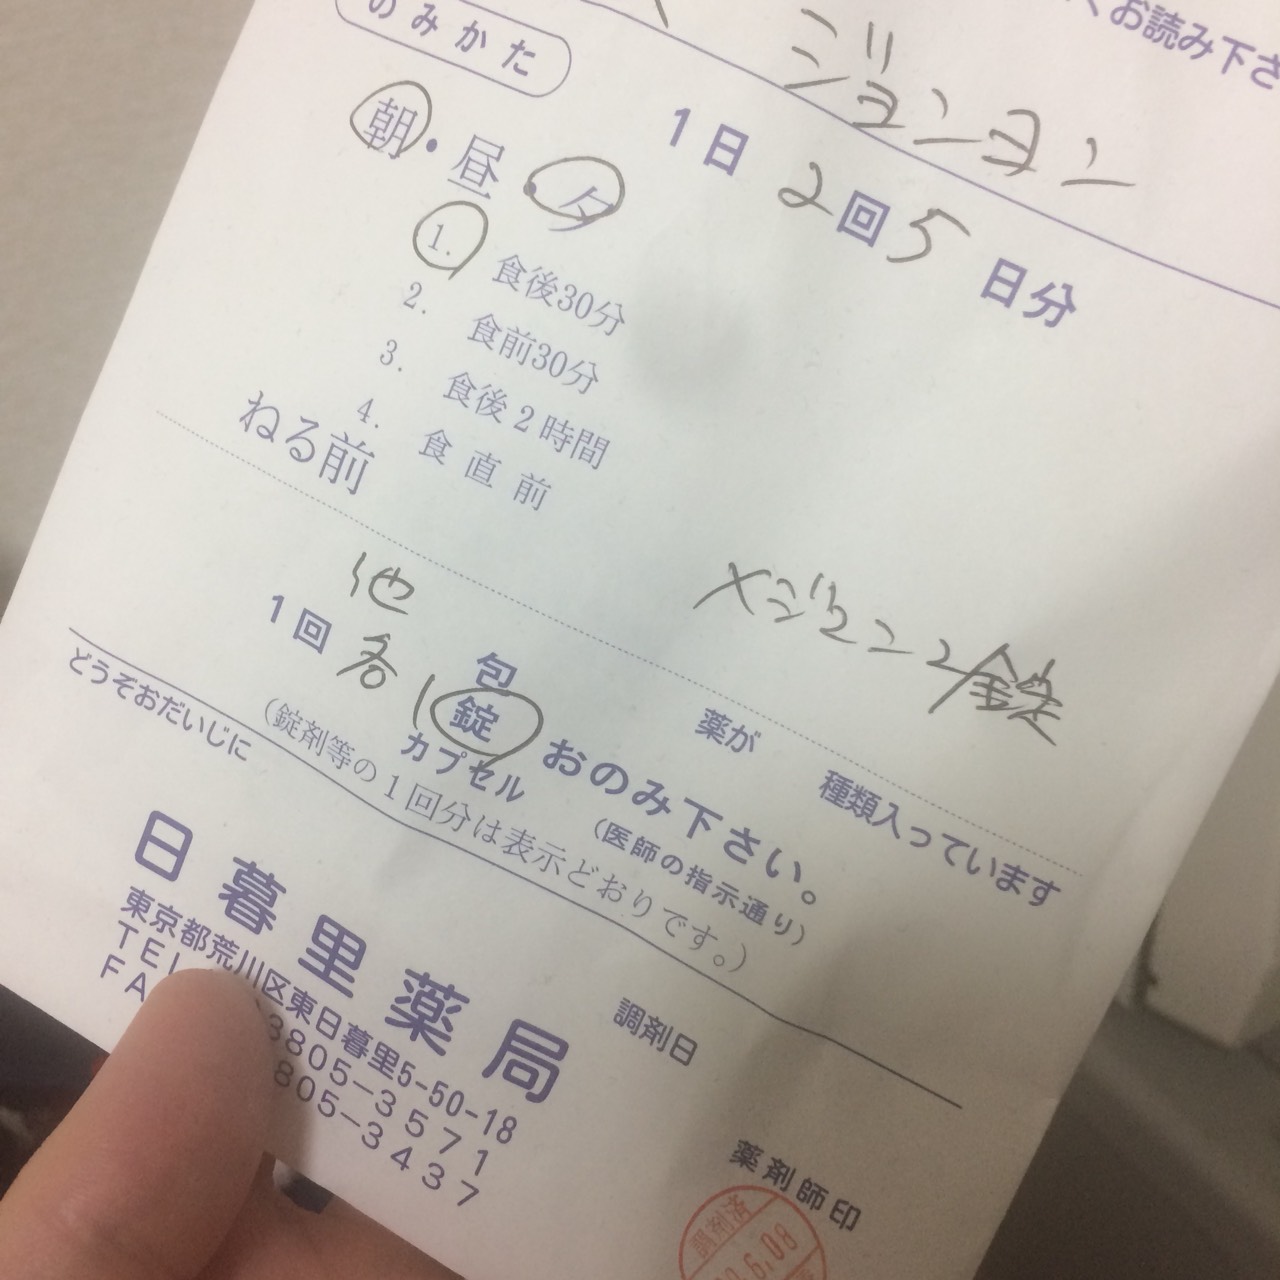 くお読み下さ
ジョンヨン
のみかた
1日 2回 5 日分
朝・昼・夕
1. 食後30分
2. 食前30分
3. 食後2時間
4. 食直前
ねる前
メジコン2錠
他
1回 各1 包
錠
カプセル
おのみ下さい。
薬が 種類入っています
(医師の指示通り)
(錠剤等の1回分は表示どおりです。)
どうぞおだいじに
日暮里薬局
東京都荒川区東日暮里5-50-18
TEL 3805-3571
FA 805-3437
調剤日
薬剤師印
調剤済
6.08